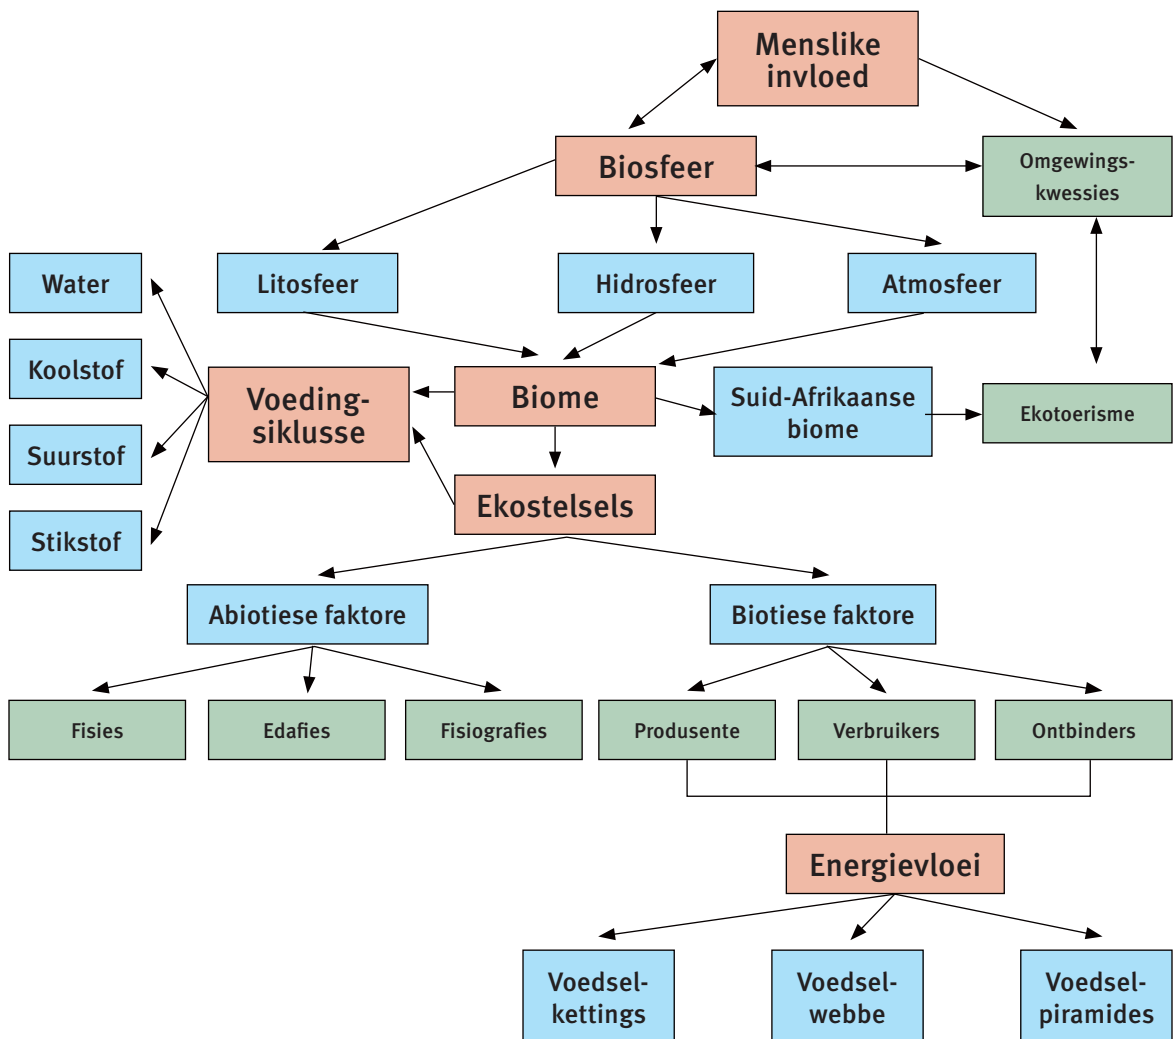 Menslike
invloed
Biosfeer
Omgewings-
kwessies
Water
Litosfeer
Hidrosfeer
Atmosfeer
Koolstof
Voeding-
siklusse
Biome
Suid-Afrikaanse
biome
Ekotoerisme
Suurstof
Ekostelsels
Stikstof
Abiotiese faktore
Biotiese faktore
Fisies
Edafies
Fisiografies
Produsente
Verbruikers
Ontbinders
Energievloei
Voedsel-
kettings
Voedsel-
webbe
Voedsel-
piramides